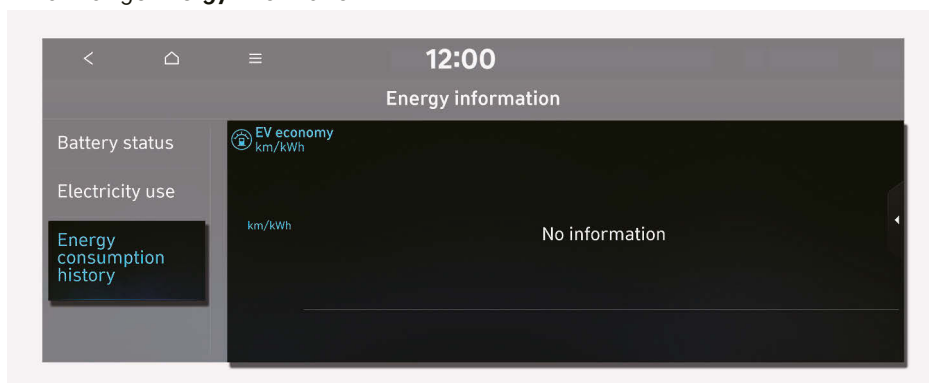 12:00
Energy information
Battery status
Electricity use
Energy
consumption
history
EV economy
km/kWh
km/kWh
No information